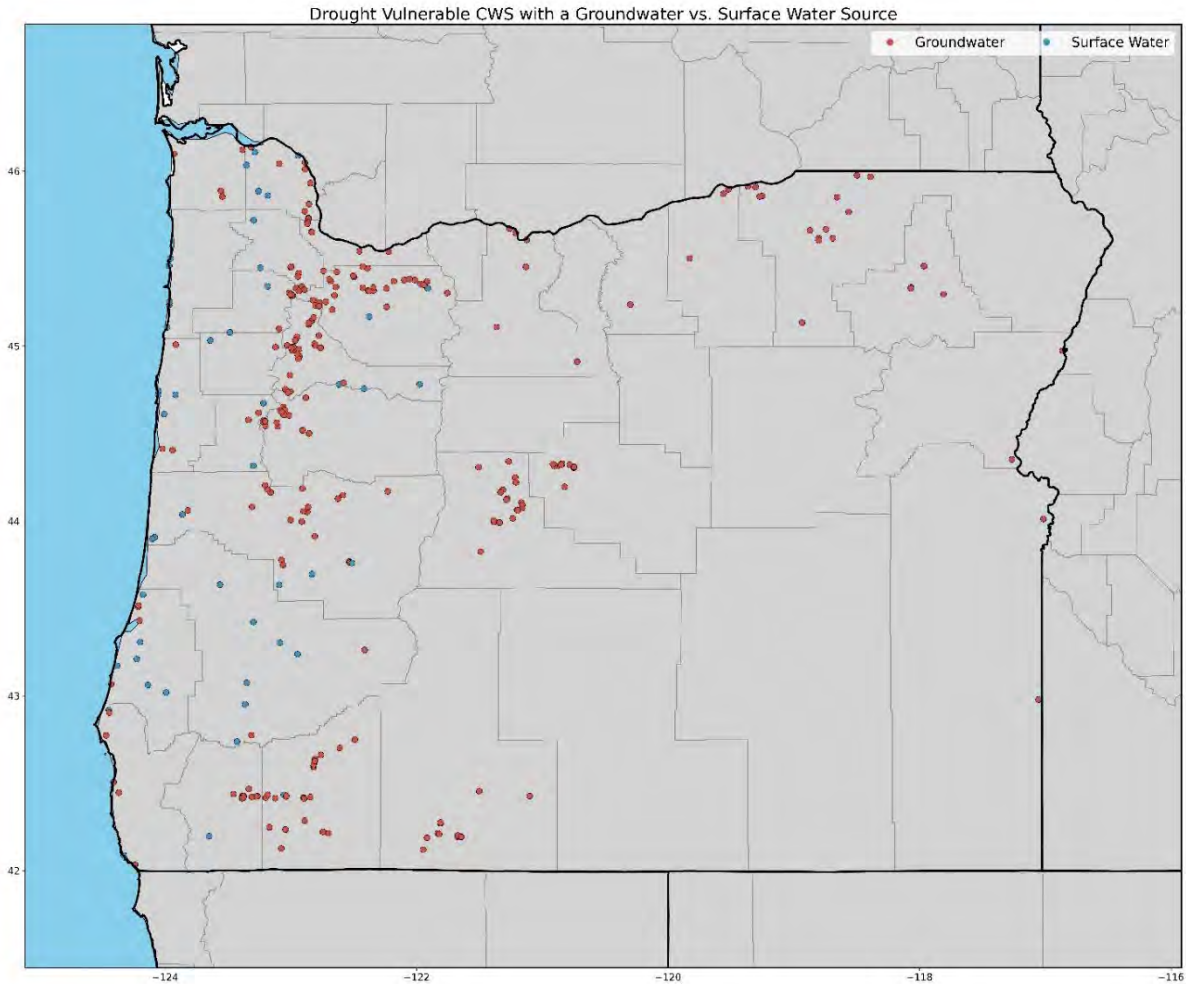 Drought Vulnerable CWS with a Groundwater vs. Surface Water Source
Groundwater Surface Water
46
45
44
43
42
−124 −122 −120 −118 −116